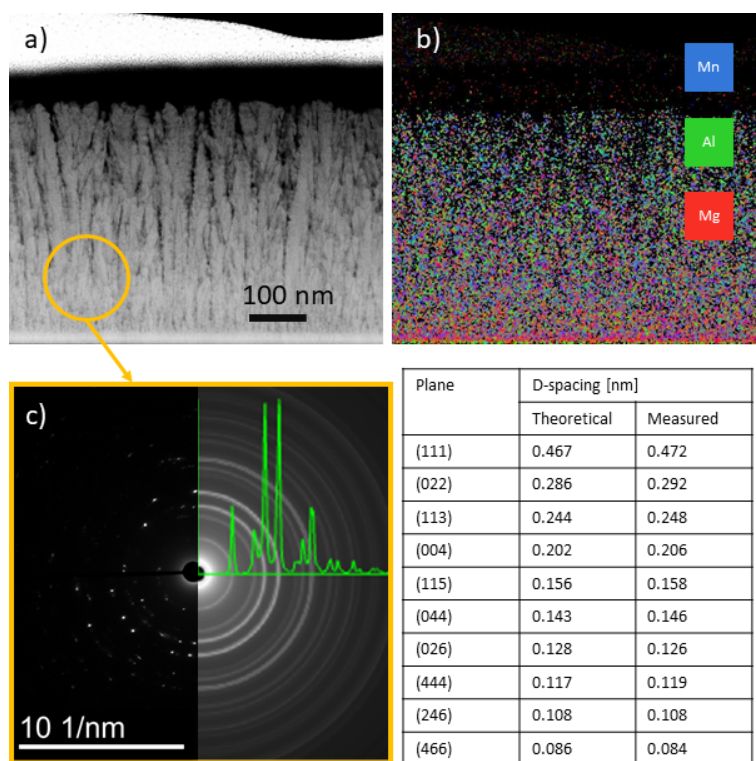 a)
100 nm
b)
Mn
Al
Mg
c)
10 1/nm
Plane D-spacing [nm]
Theoretical Measured
(111) 0.467 0.472
(022) 0.286 0.292
(113) 0.244 0.248
(004) 0.202 0.206
(115) 0.156 0.158
(044) 0.143 0.146
(026) 0.128 0.126
(444) 0.117 0.119
(246) 0.108 0.108
(466) 0.086 0.084